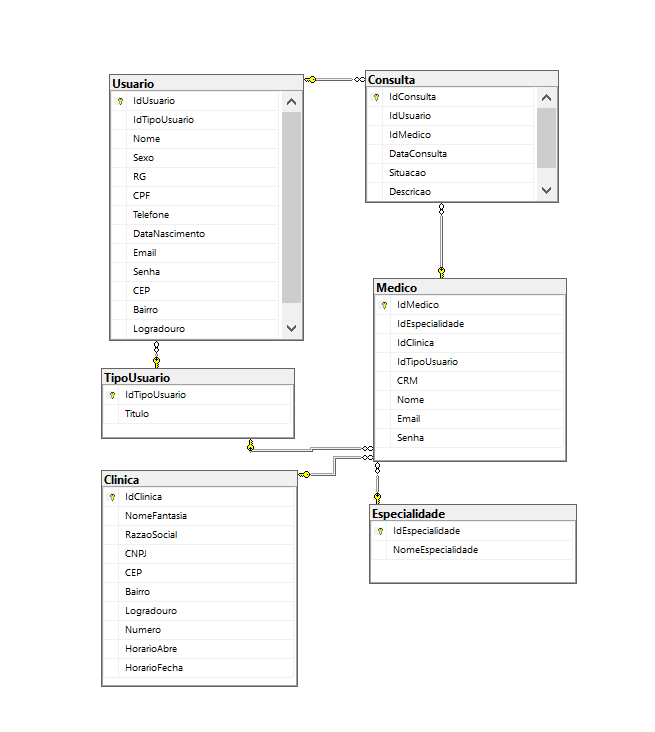 Usuario
IdUsuario
IdTipoUsuario
Nome
Sexo
RG
CPF
Telefone
DataNascimento
Email
Senha
CEP
Bairro
Logradouro
Consulta
IdConsulta
IdUsuario
IdMedico
DataConsulta
Situacao
Descricao
Medico
IdMedico
IdEspecialidade
IdClinica
IdTipoUsuario
CRM
Nome
Email
Senha
TipoUsuario
IdTipoUsuario
Titulo
Clinica
IdClinica
NomeFantasia
RazaoSocial
CNPJ
CEP
Bairro
Logradouro
Numero
HorarioAbre
HorarioFecha
Especialidade
IdEspecialidade
NomeEspecialidade